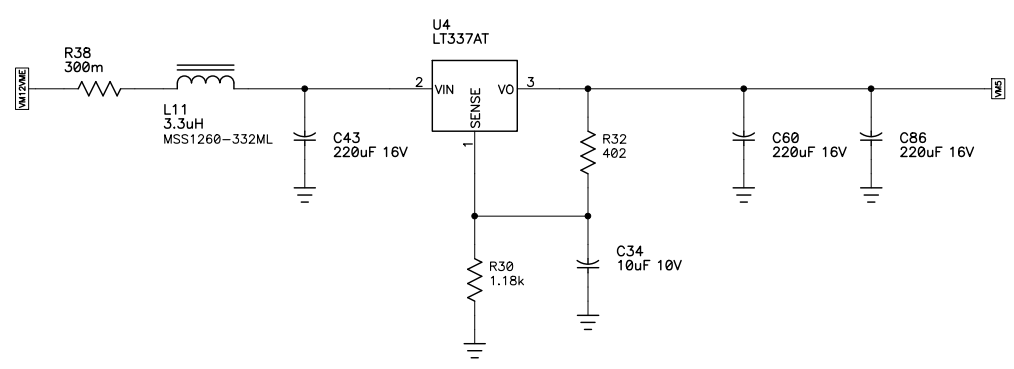 U4
LT337AT
R38
300m
VM12VME
2
VIN
SENSE
VO
3
VM5
L11
3.3uH
MSS1260-332ML
C43
220uF 16V
1
R32
402
C60
220uF 16V
C86
220uF 16V
C34
10uF 10V
R30
1.18k